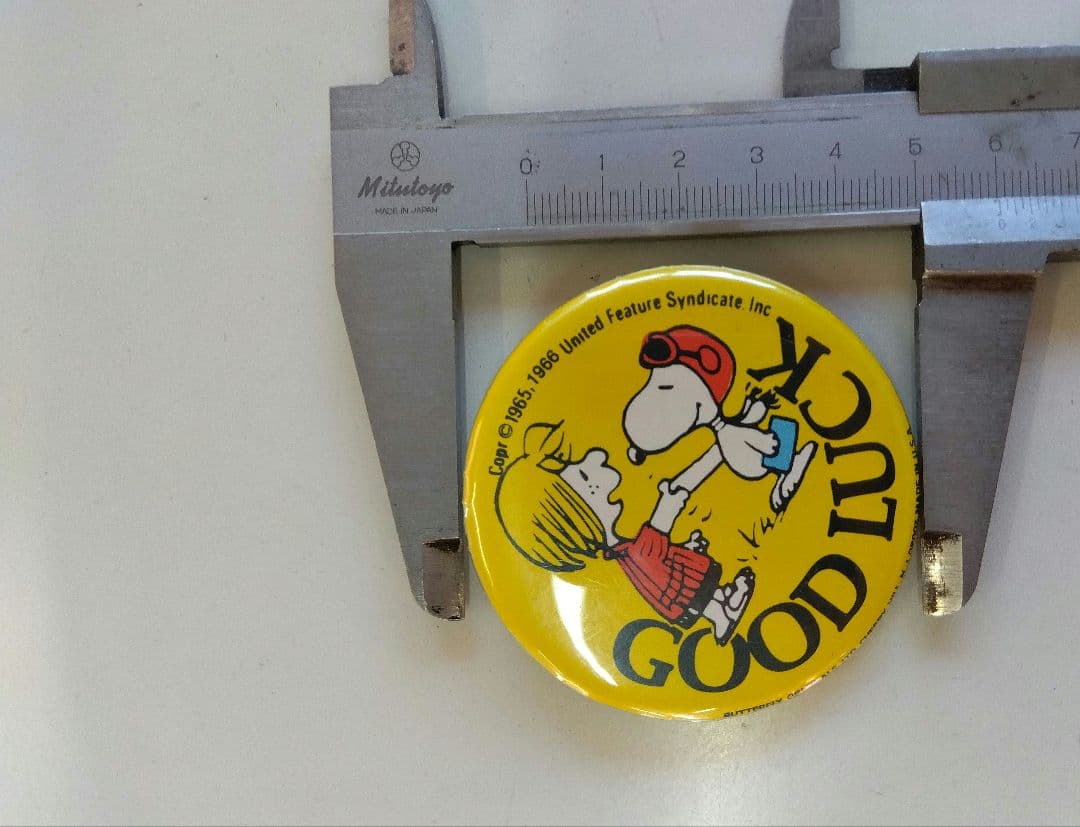 Mitutoyo
MADE IN JAPAN
0 1 2 3 4 5 6 7
Copr © 1965, 1966 United Feature Syndicate. Inc
GOOD LUCK
BUTTERFLY